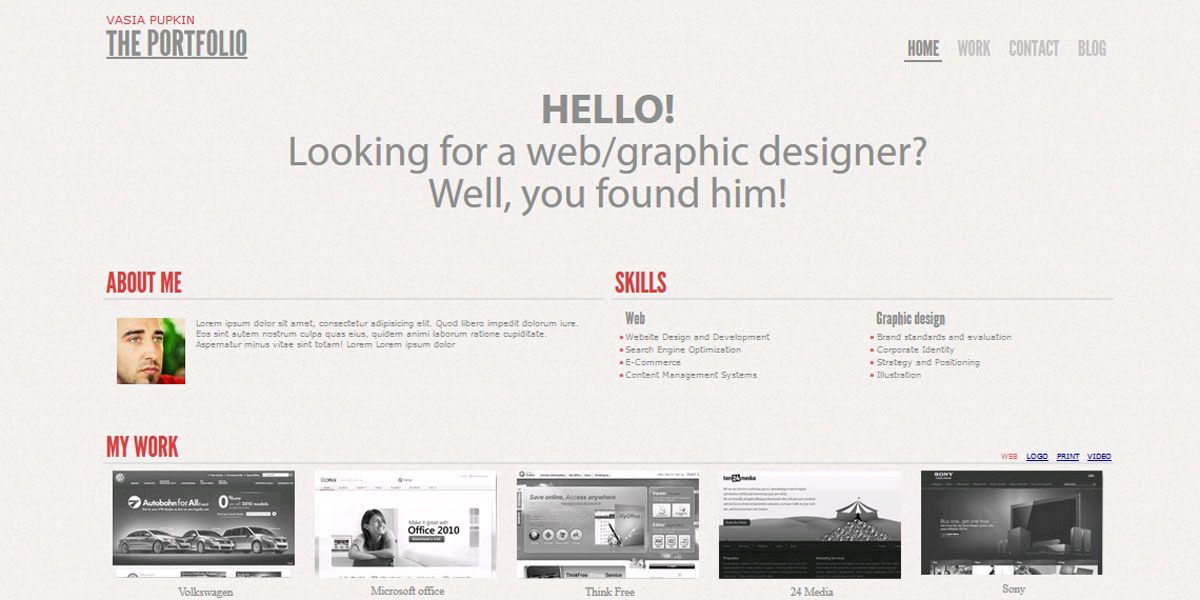 VASIA PUPKIN
THE PORTFOLIO
HOME WORK CONTACT BLOG
HELLO!
Looking for a web/graphic designer?
Well, you found him!
ABOUT ME
Lorem ipsum dolor sit amet, consectetur adipisicing elit. Quod libero impedit dolorum iure.
Eos sint autem nostrum culpa quas eius, quidem animi laborum ratione cupiditate.
Aspernatur minus vitae sint totam! Lorem Lorem ipsum dolor
SKILLS
Web
Website Design and Development
Search Engine Optimization
E-Commerce
Content Management Systems
Graphic design
Brand standards and evaluation
Corporate Identity
Strategy and Positioning
Illustration
MY WORK
WEB LOGO PRINT VIDEO
Autobahn for All
0%
Make it great with
Office 2010
Save online, Access anywhere
MyOffice
ThinkFree
Service
ten24media
SONY
Buy one, get one free
Volkswagen
Microsoft office
Think Free
24 Media
Sony